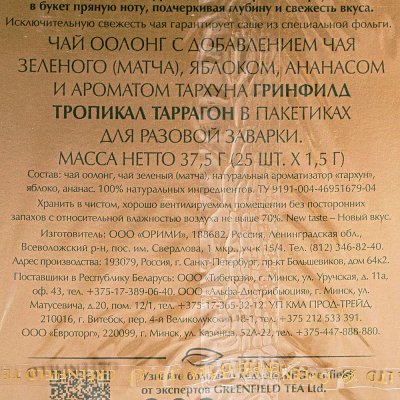 в букет пряную ноту, подчеркивая глубину и свежесть вкуса.
Исключительную свежесть чая гарантирует саше из специальной фольги.
ЧАЙ ООЛОНГ С ДОБАВЛЕНИЕМ ЧАЯ
ЗЕЛЕНОГО (МАТЧА), ЯБЛОКОМ, АНАНАСОМ
И АРОМАТОМ ТАРХУНА ГРИНФИЛД
ТРОПИКАЛ ТАРРАГОН В ПАКЕТИКАХ
ДЛЯ РАЗОВОЙ ЗАВАРКИ.
МАССА НЕТТО 37,5 Г (25 ШТ. Х 1,5 Г)
Состав: чай оолонг, чай зеленый (матча), натуральный ароматизатор «тархун»,
яблоко, ананас. 100% натуральных ингредиентов. ТУ 9191-004-46951679-04
Хранить в чистом, хорошо вентилируемом помещении без посторонних
запахов с относительной влажностью воздуха не выше 70%. New taste – Новый вкус.
Изготовитель: ООО «ОРИМИ», 188682, Россия, Ленинградская обл.,
Всеволожский р-н, пос. им. Свердлова, 1 мкр., уч-к 15/4. Тел. (812) 346-82-40.
Адрес производства: 193079, Россия, г. Санкт-Петербург, пр-кт Большевиков, дом 64к2.
Поставщики в Республику Беларусь: ООО «Тибетрэй», г. Минск, ул. Уручская, д. 11а,
оф. 43, тел. +375-17-389-06-40. ООО «Альфа-Дистрибьюция», г. Минск, ул.
Матусевича, д.20, пом. 12/1, тел. +375-17-365-32-12. УП КМА ПРОД-ТРЕЙД,
210016, г. Витебск, пер. 4-й Великолукский 18-1, тел. +375 212 533 391.
ООО «Евроторг», 220099, г. Минск, ул. Казинца, 52А-22, тел. +375-447-888-880.
Узнайте больше о коллекции Greenfield
от экспертов GREENFIELD TEA Ltd.